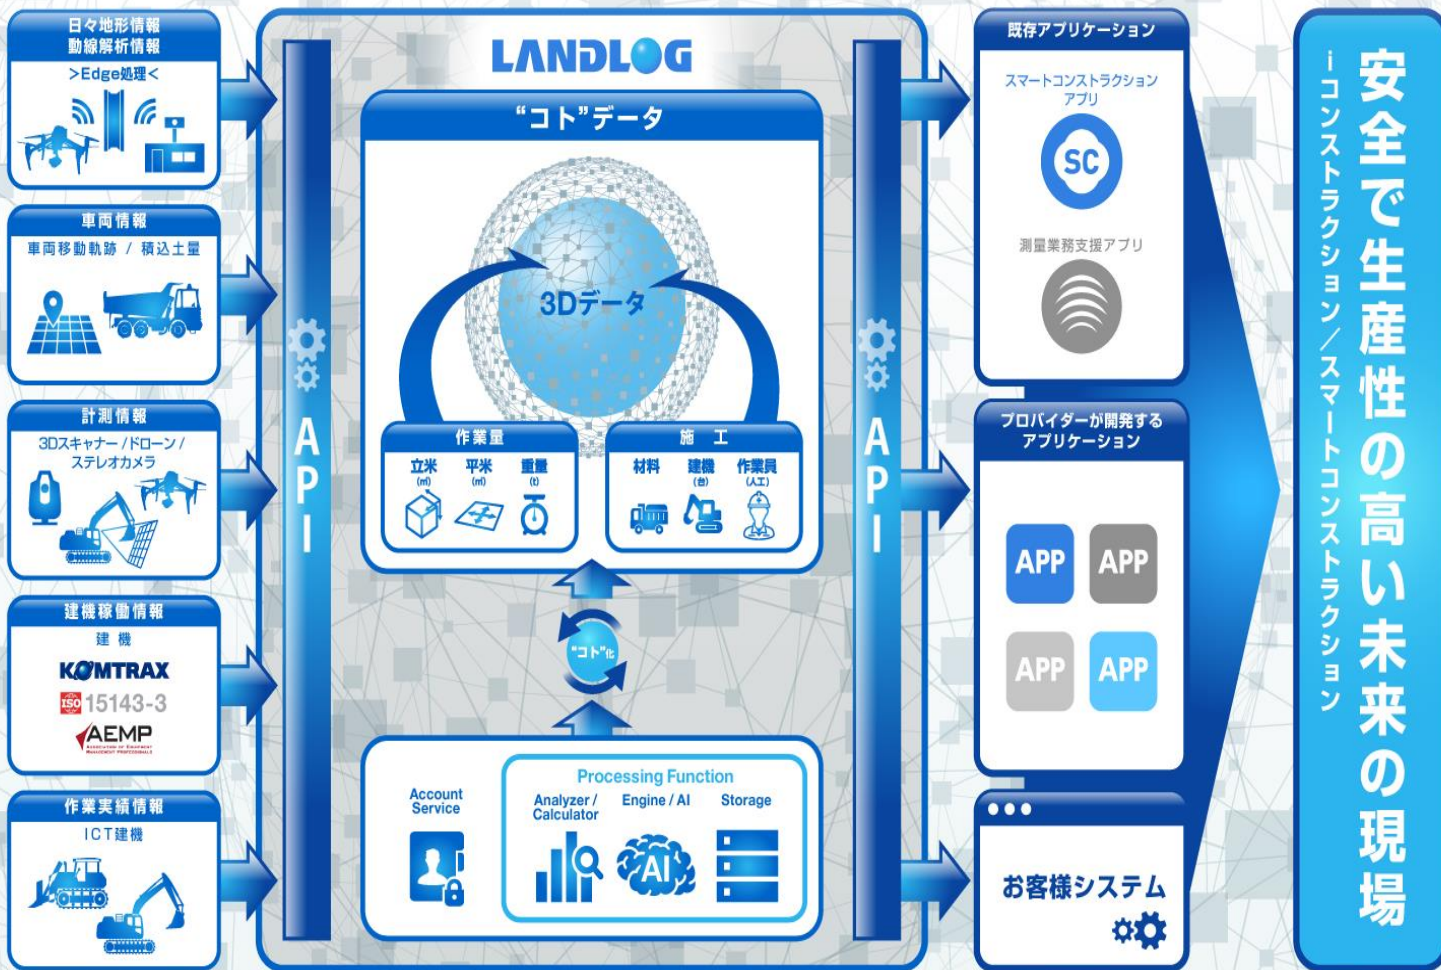 日々地形情報
動線解析情報
>Edge処理<
車両情報
車両移動軌跡 / 積込土量
計測情報
3Dスキャナー/ドローン/
ステレオカメラ
建機稼働情報
建 機
KOMTRAX
ISO 15143-3
AEMP
ASSOCIATION OF EQUIPMENT
MANAGEMENT PROFESSIONALS
作業実績情報
ICT建機
API
LANDLOG
“コト”データ
3Dデータ
作業量
立米
(㎥)
平米
(㎡)
重量
(t)
施 工
材料
建機
(台)
作業員
(人工)
“コト”化
Account
Service
Processing Function
Analyzer /
Calculator
Engine / AI
AI
Storage
API
既存アプリケーション
スマートコンストラクション
アプリ
SC
測量業務支援アプリ
プロバイダーが開発する
アプリケーション
APP
APP
APP
APP
お客様システム
安全で生産性の高い未来の現場
iコンストラクション/スマートコンストラクション